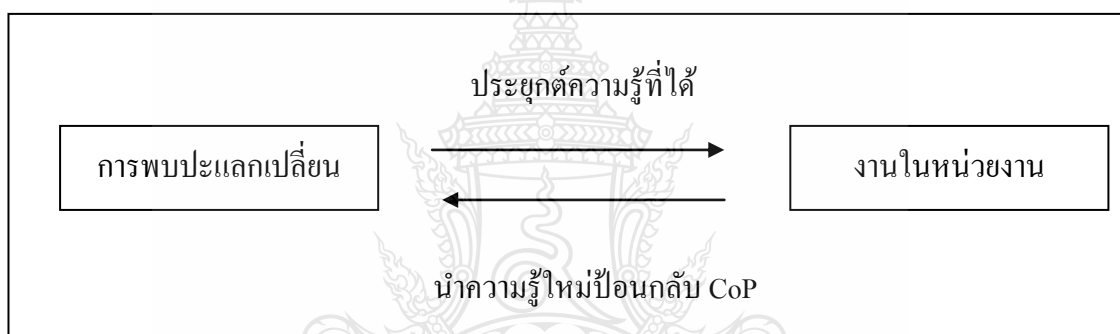 ประยุกต์ความรู้ที่ได้
การพบปะแลกเปลี่ยน
งานในหน่วยงาน
นำความรู้ใหม่ป้อนกลับ CoP